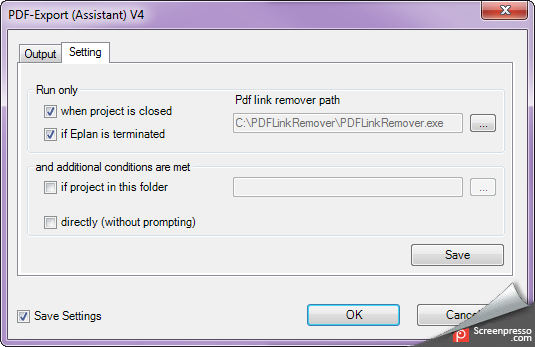 PDF-Export (Assistant) V4
Output Setting
Run only
when project is closed
Pdf link remover path
if Eplan is terminated
C:\PDFLinkRemover\PDFLinkRemover.exe ...
and additional conditions are met
if project in this folder ...
directly (without prompting)
Save
Save Settings OK Cancel
Screenpresso
.com